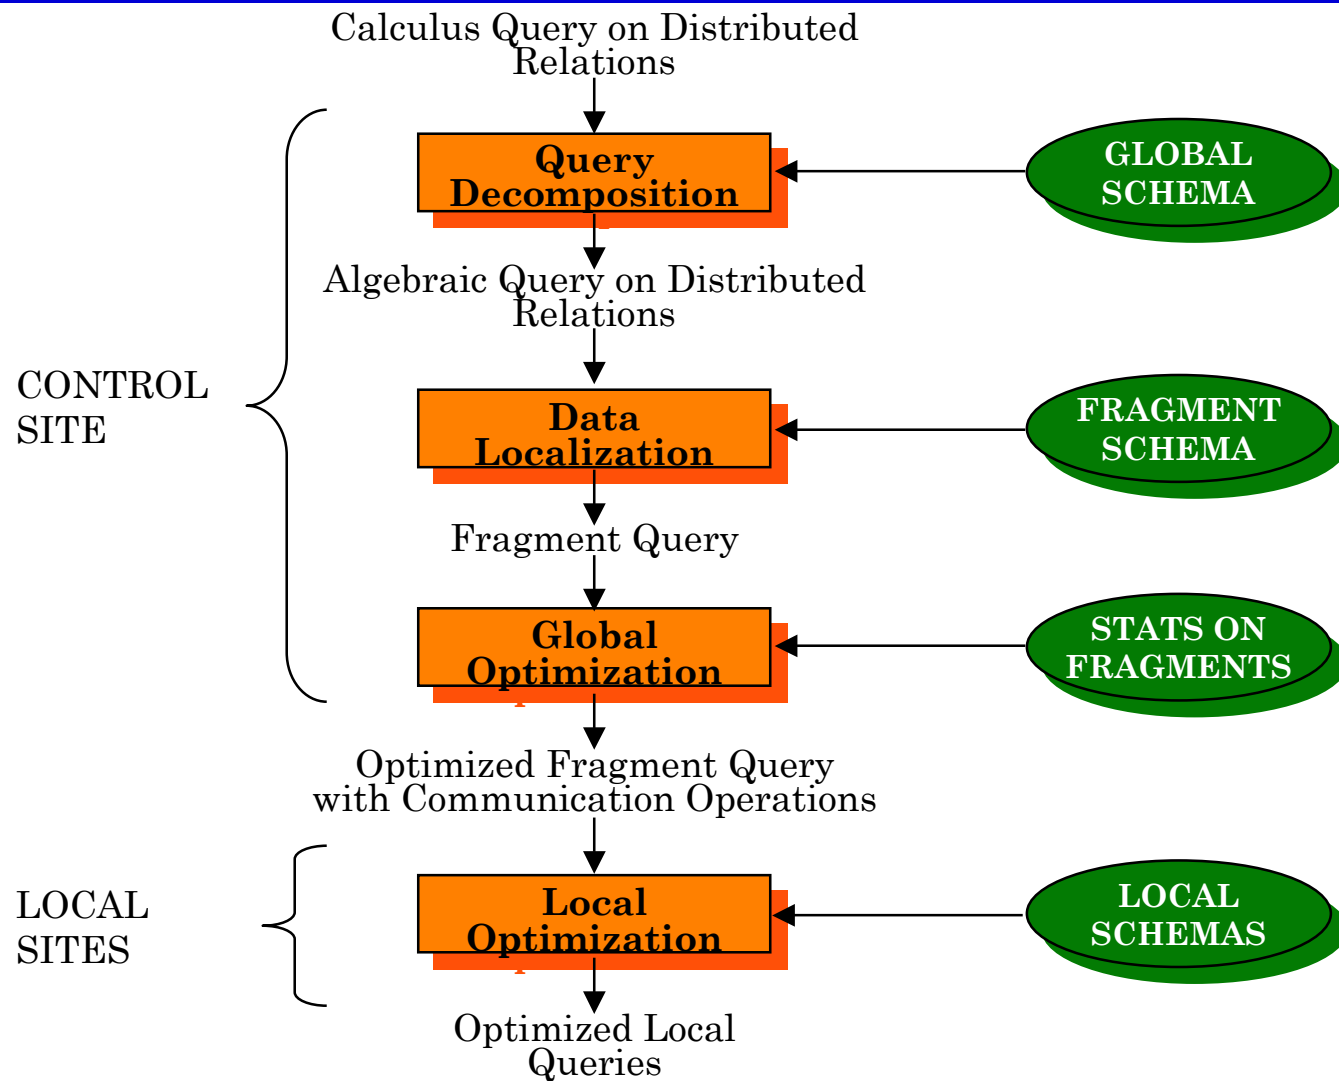 Calculus Query on Distributed
Relations
Query
Decomposition
GLOBAL
SCHEMA
Algebraic Query on Distributed
Relations
CONTROL
SITE
Data
Localization
FRAGMENT
SCHEMA
Fragment Query
Global
Optimization
STATS ON
FRAGMENTS
Optimized Fragment Query
with Communication Operations
LOCAL
SITES
Local
Optimization
LOCAL
SCHEMAS
Optimized Local
Queries